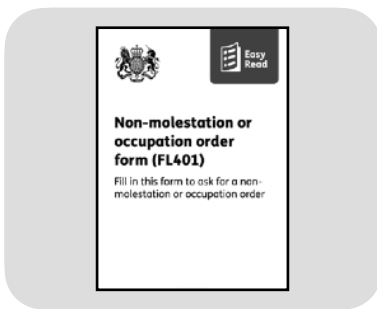 Easy
Read
Non-molestation or
occupation order
form (FL401)
Fill in this form to ask for a non-
molestation or occupation order